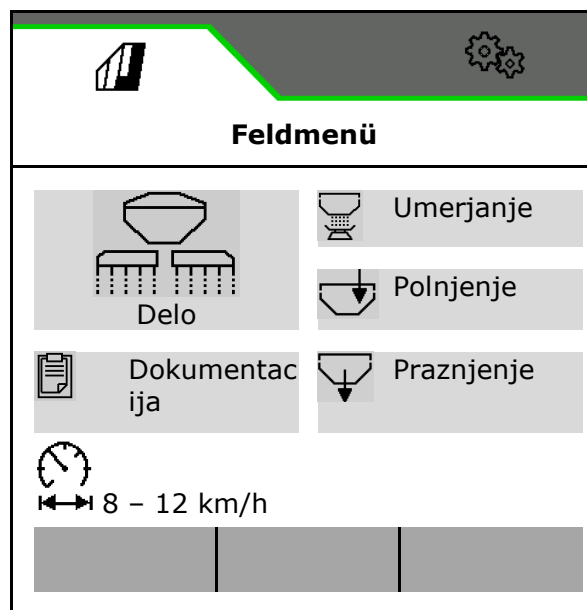 Feldmenü
Delo
Umerjanje
Polnjenje
Dokumentac
ija
Praznjenje
8 – 12 km/h